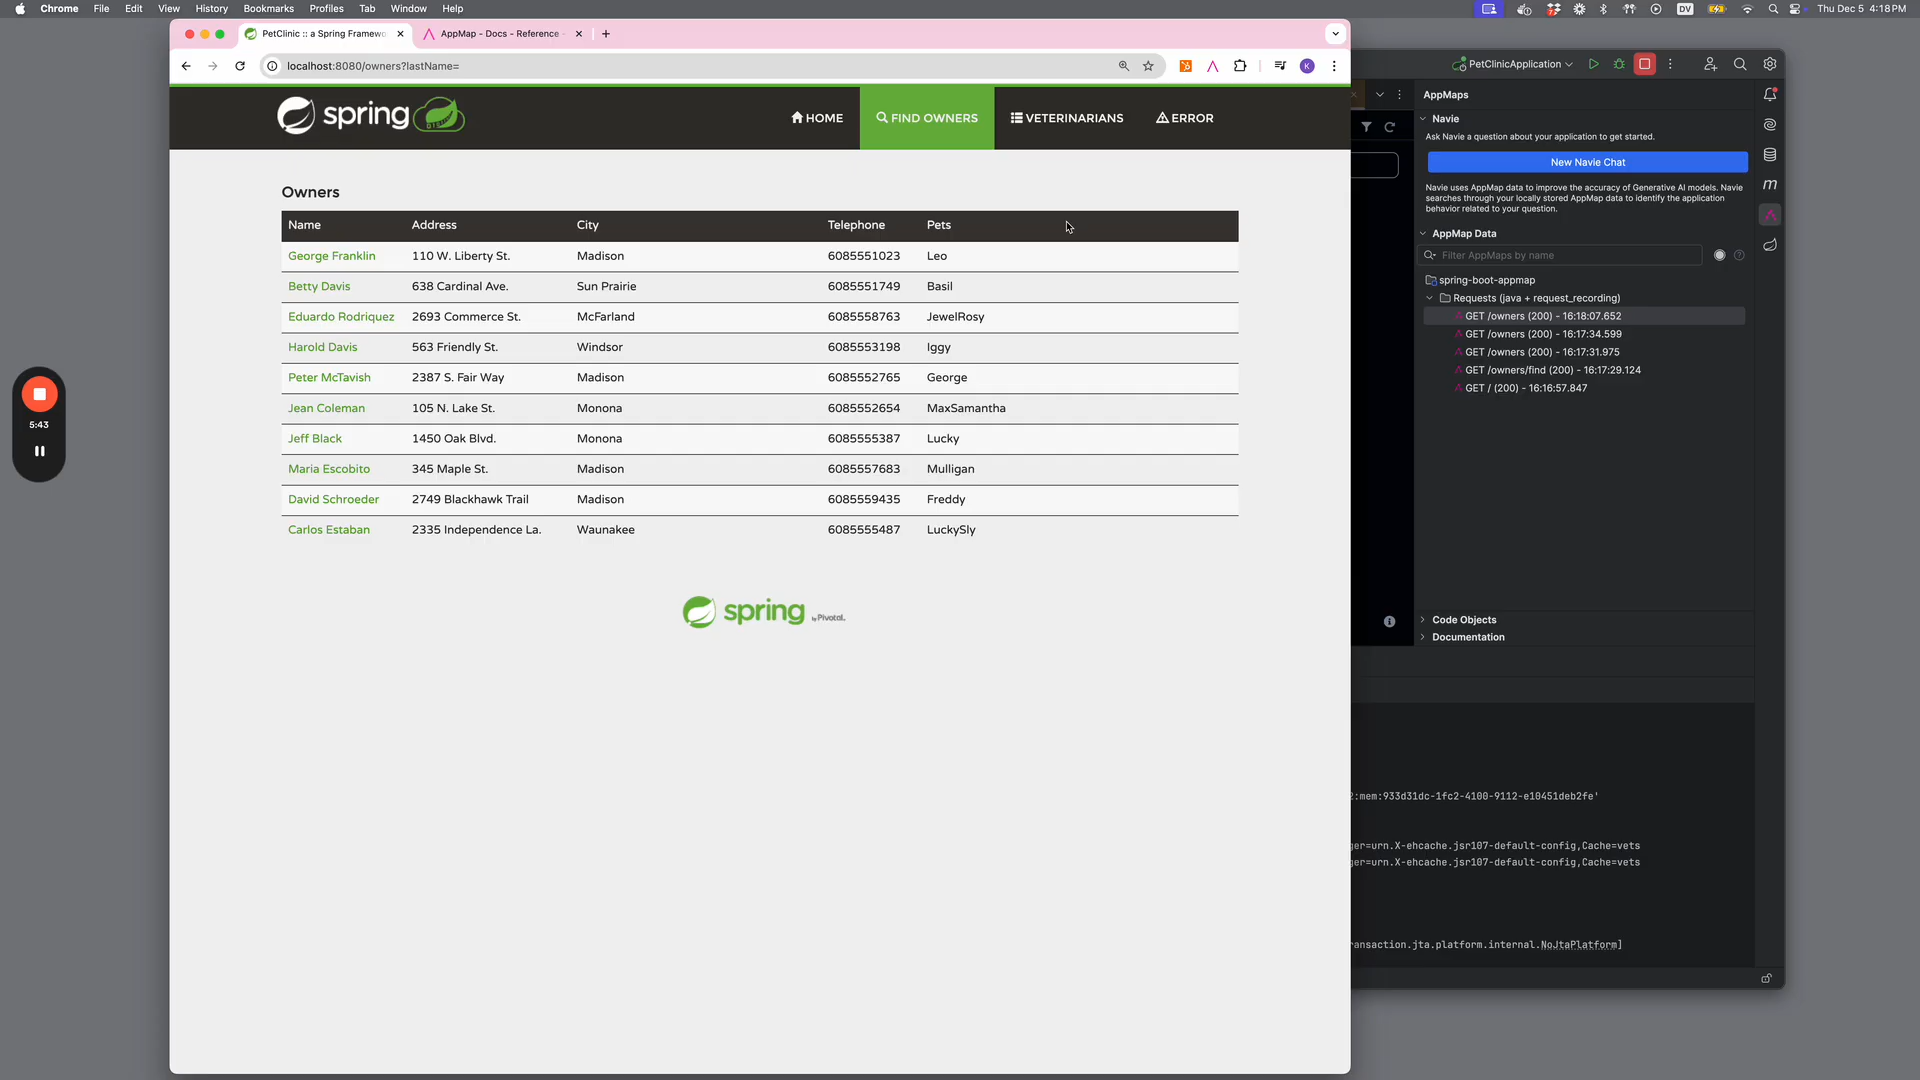 Chrome File Edit View History Bookmarks Profiles Tab Window Help
DV Thu Dec 5 4:18 PM
PetClinic :: a Spring Framewo
AppMap - Docs - Reference
localhost:8080/owners?lastName=
K
spring
HOME
FIND OWNERS
VETERINARIANS
ERROR
Owners
Name Address City Telephone Pets
George Franklin 110 W. Liberty St. Madison 6085551023 Leo
Betty Davis 638 Cardinal Ave. Sun Prairie 6085551749 Basil
Eduardo Rodriquez 2693 Commerce St. McFarland 6085558763 JewelRosy
Harold Davis 563 Friendly St. Windsor 6085553198 Iggy
Peter McTavish 2387 S. Fair Way Madison 6085552765 George
Jean Coleman 105 N. Lake St. Monona 6085552654 MaxSamantha
Jeff Black 1450 Oak Blvd. Monona 6085555387 Lucky
Maria Escobito 345 Maple St. Madison 6085557683 Mulligan
David Schroeder 2749 Blackhawk Trail Madison 6085559435 Freddy
Carlos Estaban 2335 Independence La. Waunakee 6085555487 LuckySly
spring by Pivotal.
5:43
PetClinicApplication
AppMaps
Navie
Ask Navie a question about your application to get started.
New Navie Chat
Navie uses AppMap data to improve the accuracy of Generative AI models. Navie
searches through your locally stored AppMap data to identify the application
behavior related to your question.
AppMap Data
Filter AppMaps by name
spring-boot-appmap
Requests (java + request_recording)
GET /owners (200) - 16:18:07.652
GET /owners (200) - 16:17:34.599
GET /owners (200) - 16:17:31.975
GET /owners/find (200) - 16:17:29.124
GET / (200) - 16:16:57.847
Code Objects
Documentation
2:mem:933d31dc-1fc2-4100-9112-e10451deb2fe'
ger=urn.X-ehcache.jsr107-default-config,Cache=vets
ger=urn.X-ehcache.jsr107-default-config,Cache=vets
ansaction.jta.platform.internal.NoJtaPlatform]